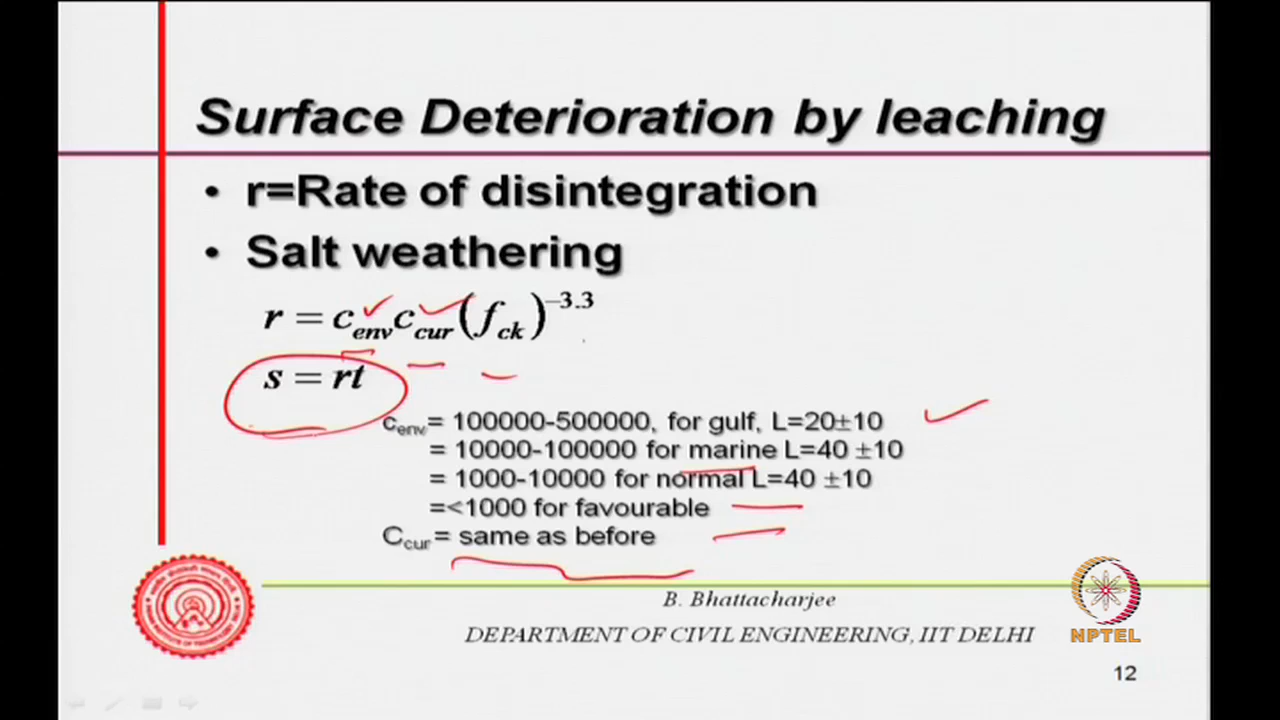 Surface Deterioration by leaching
• r=Rate of disintegration
• Salt weathering
r = c_env c_cur (f_ck)^–3.3
s = rt
c_env = 100000-500000, for gulf, L=20±10
= 10000-100000 for marine L=40 ±10
= 1000-10000 for normal L=40 ±10
=<1000 for favourable
C_cur = same as before
B. Bhattacharjee
DEPARTMENT OF CIVIL ENGINEERING, IIT DELHI
NPTEL
12